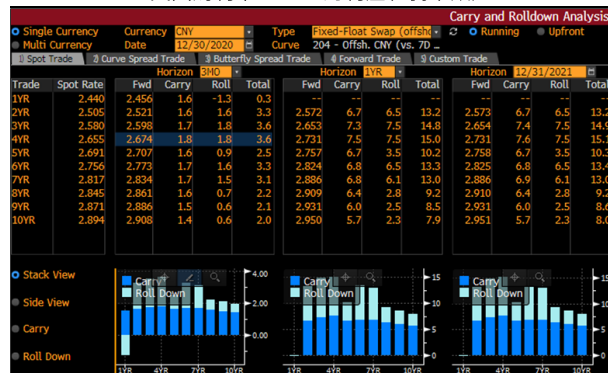 Carry and Rolldown Analysis
Single Currency Currency CNY Type Fixed-Float Swap (offshc Running Upfront
Multi Currency Date 12/30/2020 Curve 204 - Offsh. CNY (vs. 7D ...
1) Spot Trade 2) Curve Spread Trade 3) Butterfly Spread Trade 4) Forward Trade 5) Custom Trade
Horizon 3MO Horizon 1YR Horizon 12/31/2021
Trade Spot Rate Fwd Carry Roll Total Fwd Carry Roll Total Fwd Carry Roll Total
1YR 2.440 2.456 1.6 -1.3 0.3 -- -- -- -- -- -- -- --
2YR 2.505 2.521 1.6 1.6 3.3 2.572 6.7 6.5 13.2 2.573 6.7 6.5 13.2
3YR 2.580 2.598 1.7 1.8 3.6 2.653 7.3 7.5 14.8 2.654 7.4 7.5 14.9
4YR 2.655 2.674 1.8 1.8 3.6 2.731 7.5 7.5 15.0 2.731 7.6 7.5 15.1
5YR 2.691 2.707 1.6 0.9 2.5 2.757 6.7 3.5 10.2 2.758 6.7 3.5 10.3
6YR 2.756 2.773 1.7 1.6 3.3 2.824 6.8 6.5 13.3 2.825 6.8 6.5 13.4
7YR 2.817 2.834 1.7 1.5 3.1 2.886 6.8 6.1 13.0 2.886 6.9 6.1 13.0
8YR 2.845 2.861 1.6 0.7 2.2 2.909 6.4 2.8 9.2 2.910 6.4 2.8 9.2
9YR 2.871 2.886 1.5 0.6 2.1 2.931 6.0 2.5 8.5 2.931 6.0 2.5 8.6
10YR 2.894 2.908 1.4 0.6 2.0 2.950 5.7 2.3 7.9 2.951 5.7 2.3 8.0
Stack View
Side View
Carry
Roll Down
Carry
Roll Down
4.00
2.00
0.00
1YR 4YR 7YR 10YR
Carry
Roll Down
15
10
5
0
1YR 4YR 7YR 10YR
Carry
Roll Down
15
10
5
0
1YR 4YR 7YR 10YR